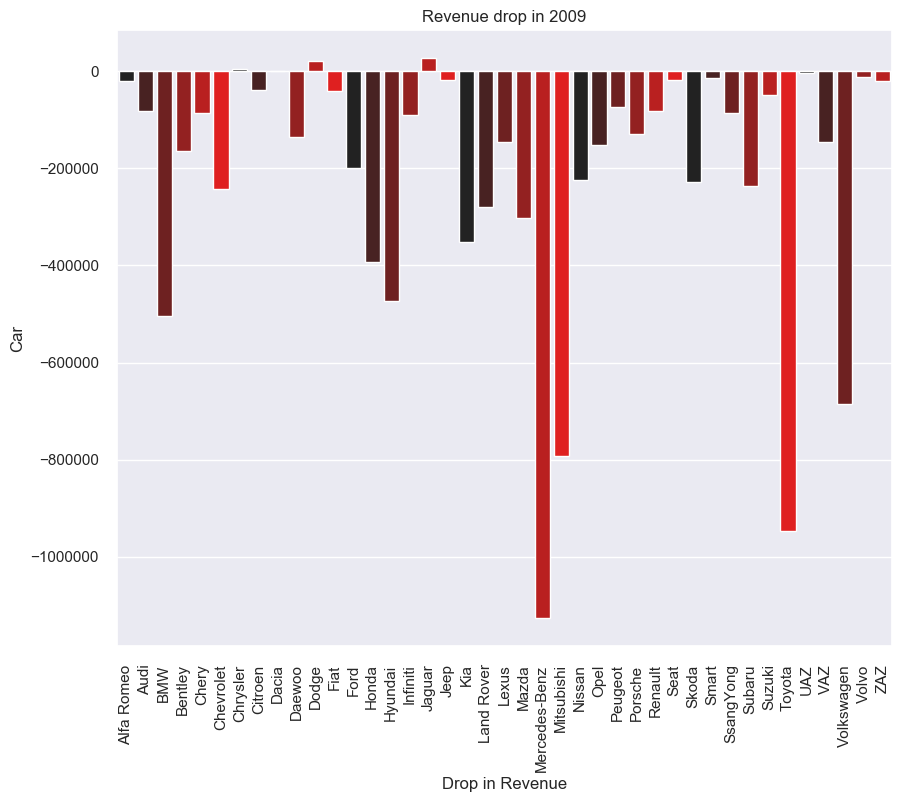 Revenue drop in 2009
Car
0
−200000
−400000
−600000
−800000
−1000000
Alfa Romeo
Audi
BMW
Bentley
Chery
Chevrolet
Chrysler
Citroen
Dacia
Daewoo
Dodge
Fiat
Ford
Honda
Hyundai
Infiniti
Jaguar
Jeep
Kia
Land Rover
Lexus
Mazda
Mercedes-Benz
Mitsubishi
Nissan
Opel
Peugeot
Porsche
Renault
Seat
Skoda
Smart
SsangYong
Subaru
Suzuki
Toyota
UAZ
VAZ
Volkswagen
Volvo
ZAZ
Drop in Revenue